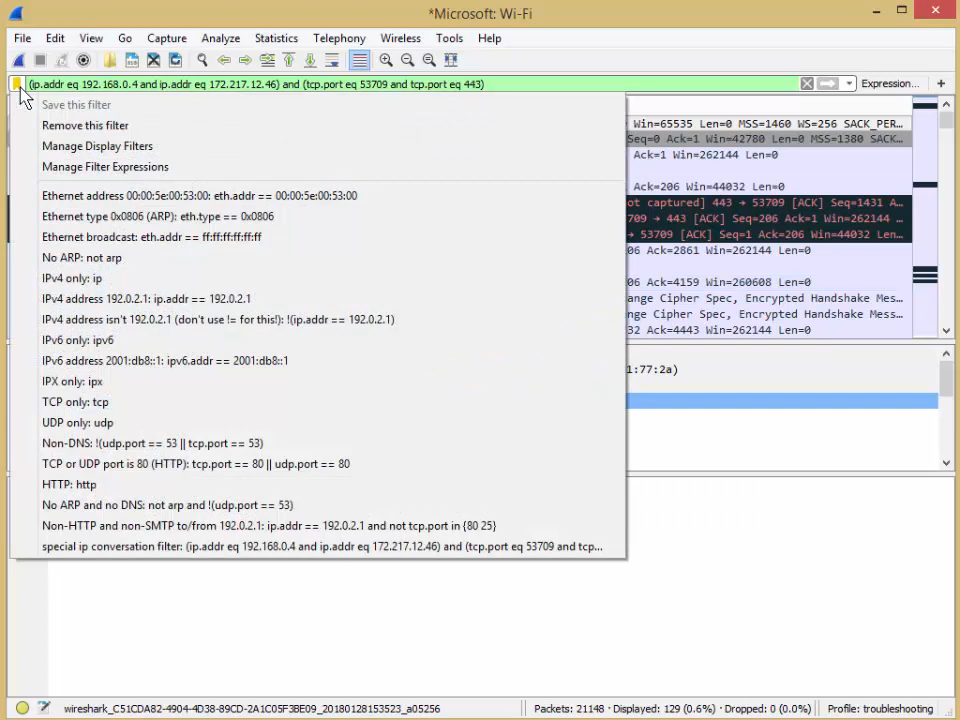 *Microsoft: Wi-Fi
File Edit View Go Capture Analyze Statistics Telephony Wireless Tools Help
(ip.addr eq 192.168.0.4 and ip.addr eq 172.217.12.46) and (tcp.port eq 53709 and tcp.port eq 443)
Expression... +
Save this filter
Remove this filter
Manage Display Filters
Manage Filter Expressions
Ethernet address 00:00:5e:00:53:00: eth.addr == 00:00:5e:00:53:00
Ethernet type 0x0806 (ARP): eth.type == 0x0806
Ethernet broadcast: eth.addr == ff:ff:ff:ff:ff:ff
No ARP: not arp
IPv4 only: ip
IPv4 address 192.0.2.1: ip.addr == 192.0.2.1
IPv4 address isn't 192.0.2.1 (don't use != for this!): !(ip.addr == 192.0.2.1)
IPv6 only: ipv6
IPv6 address 2001:db8::1: ipv6.addr == 2001:db8::1
IPX only: ipx
TCP only: tcp
UDP only: udp
Non-DNS: !(udp.port == 53 || tcp.port == 53)
TCP or UDP port is 80 (HTTP): tcp.port == 80 || udp.port == 80
HTTP: http
No ARP and no DNS: not arp and !(udp.port == 53)
Non-HTTP and non-SMTP to/from 192.0.2.1: ip.addr == 192.0.2.1 and not tcp.port in {80 25}
special ip conversation filter: (ip.addr eq 192.168.0.4 and ip.addr eq 172.217.12.46) and (tcp.port eq 53709 and tcp...
Win=65535 Len=0 MSS=1460 WS=256 SACK_PER…
Seq=0 Ack=1 Win=42780 Len=0 MSS=1380 SACK…
Ack=1 Win=262144 Len=0
Ack=206 Win=44032 Len=0
ot captured] 443 → 53709 [ACK] Seq=1431 A…
709 → 443 [ACK] Seq=206 Ack=1 Win=262144 …
→ 53709 [ACK] Seq=1 Ack=206 Win=44032 Len…
06 Ack=2861 Win=262144 Len=0
06 Ack=4159 Win=260608 Len=0
ange Cipher Spec, Encrypted Handshake Mes…
nge Cipher Spec, Encrypted Handshake Mes…
32 Ack=4443 Win=262144 Len=0
1:77:2a)
wireshark_C51CDA82-4904-4D38-89CD-2A1C05F3BE09_20180128153523_a05256
Packets: 21148 · Displayed: 129 (0.6%) · Dropped: 0 (0.0%)
Profile: troubleshooting